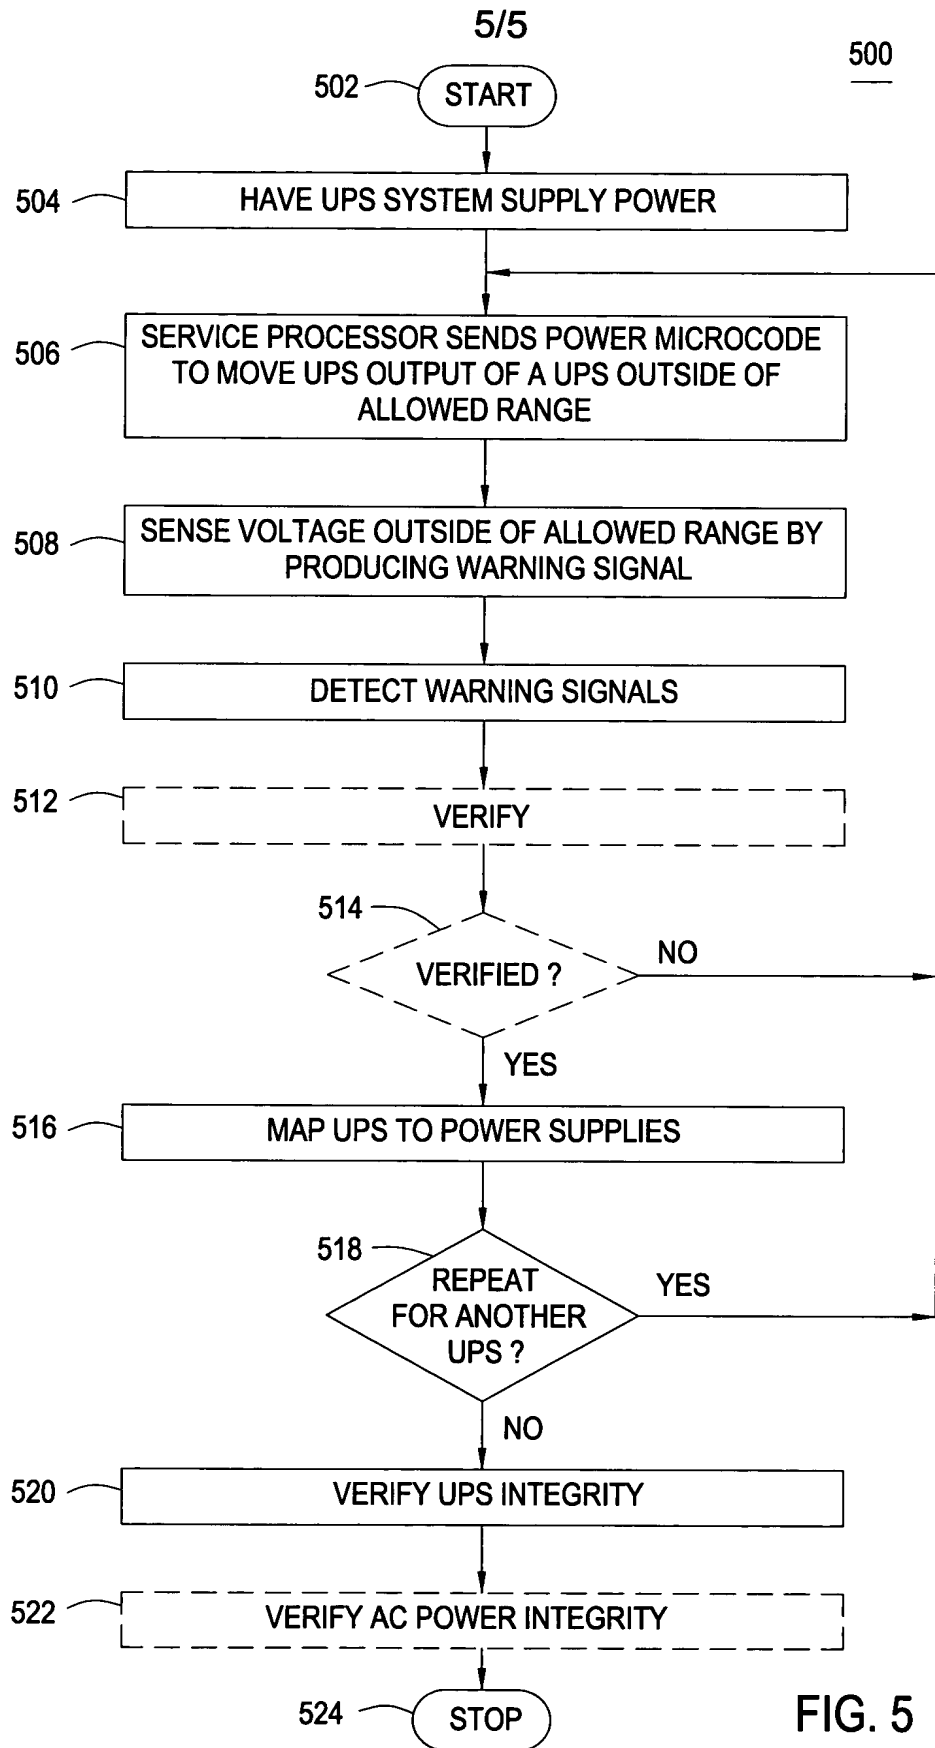 5/5
500
502
START
504
HAVE UPS SYSTEM SUPPLY POWER
506
SERVICE PROCESSOR SENDS POWER MICROCODE
TO MOVE UPS OUTPUT OF A UPS OUTSIDE OF
ALLOWED RANGE
508
SENSE VOLTAGE OUTSIDE OF ALLOWED RANGE BY
PRODUCING WARNING SIGNAL
510
DETECT WARNING SIGNALS
512
VERIFY
514
VERIFIED ?
NO
YES
516
MAP UPS TO POWER SUPPLIES
518
REPEAT
FOR ANOTHER
UPS ?
YES
NO
520
VERIFY UPS INTEGRITY
522
VERIFY AC POWER INTEGRITY
524
STOP
FIG. 5